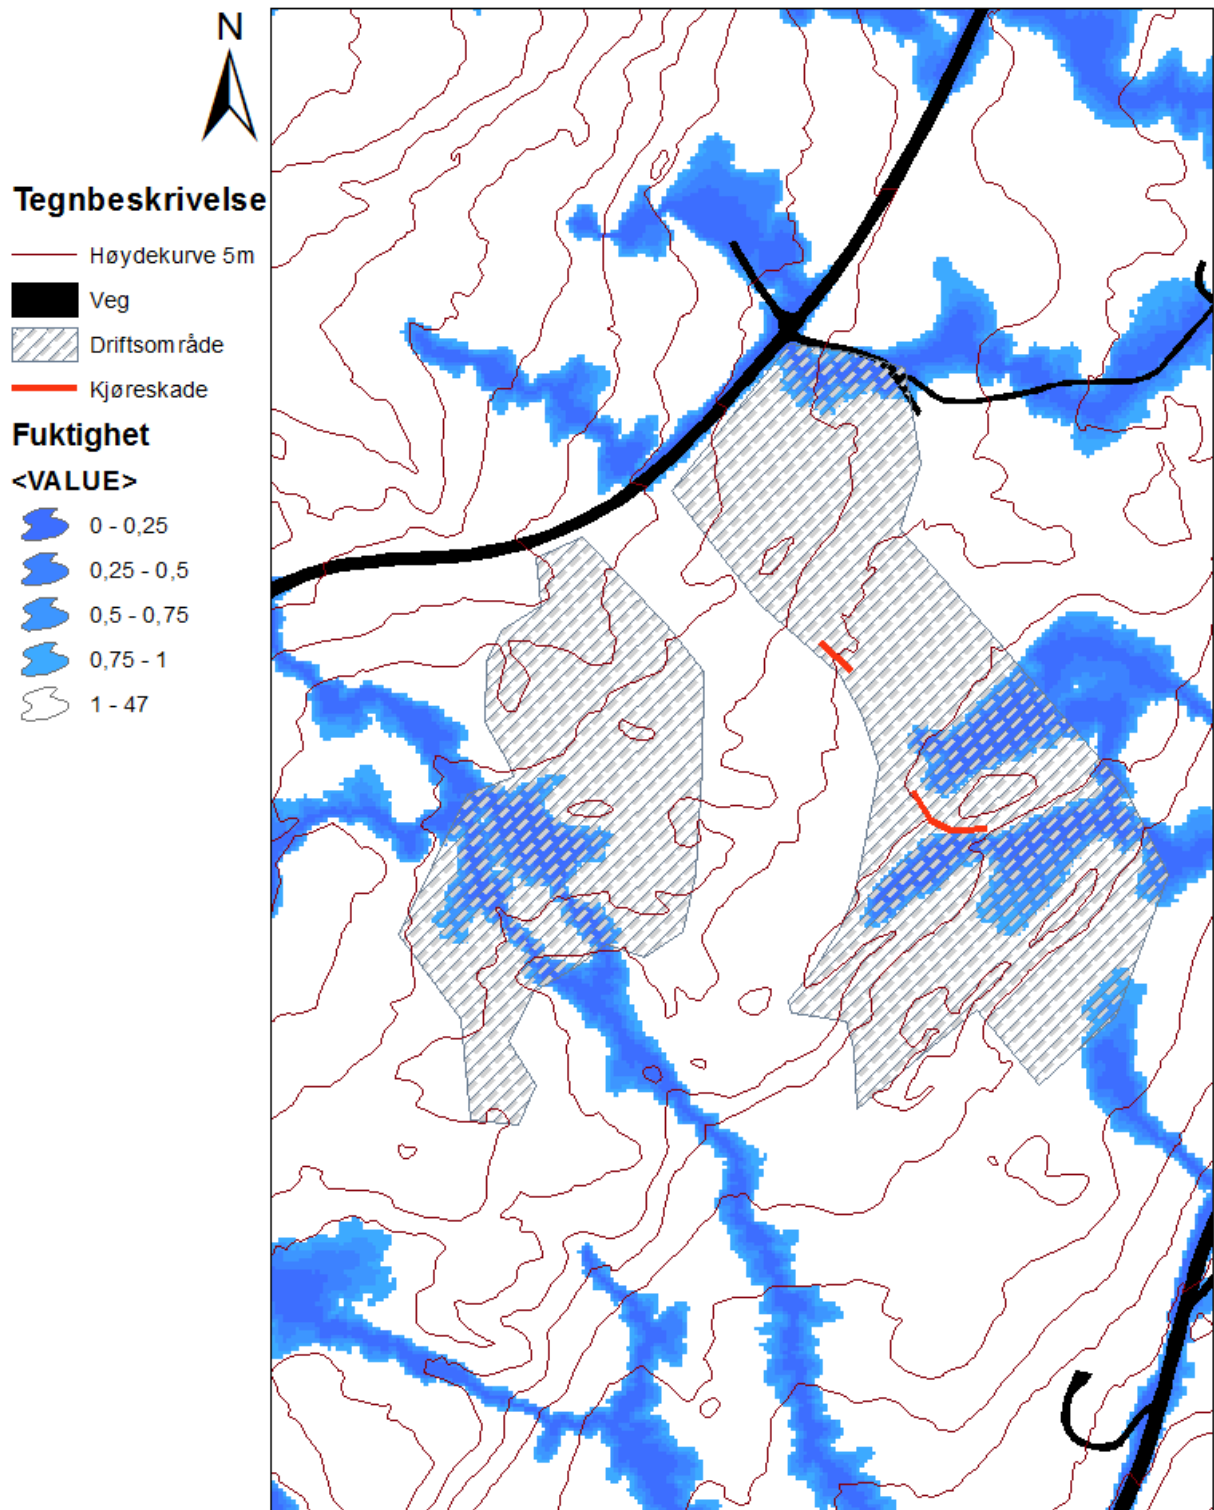 N
Tegnbeskrivelse
Høydekurve 5m
Veg
Driftsområde
Kjøreskade
Fuktighet
<VALUE>
0 - 0,25
0,25 - 0,5
0,5 - 0,75
0,75 - 1
1 - 47